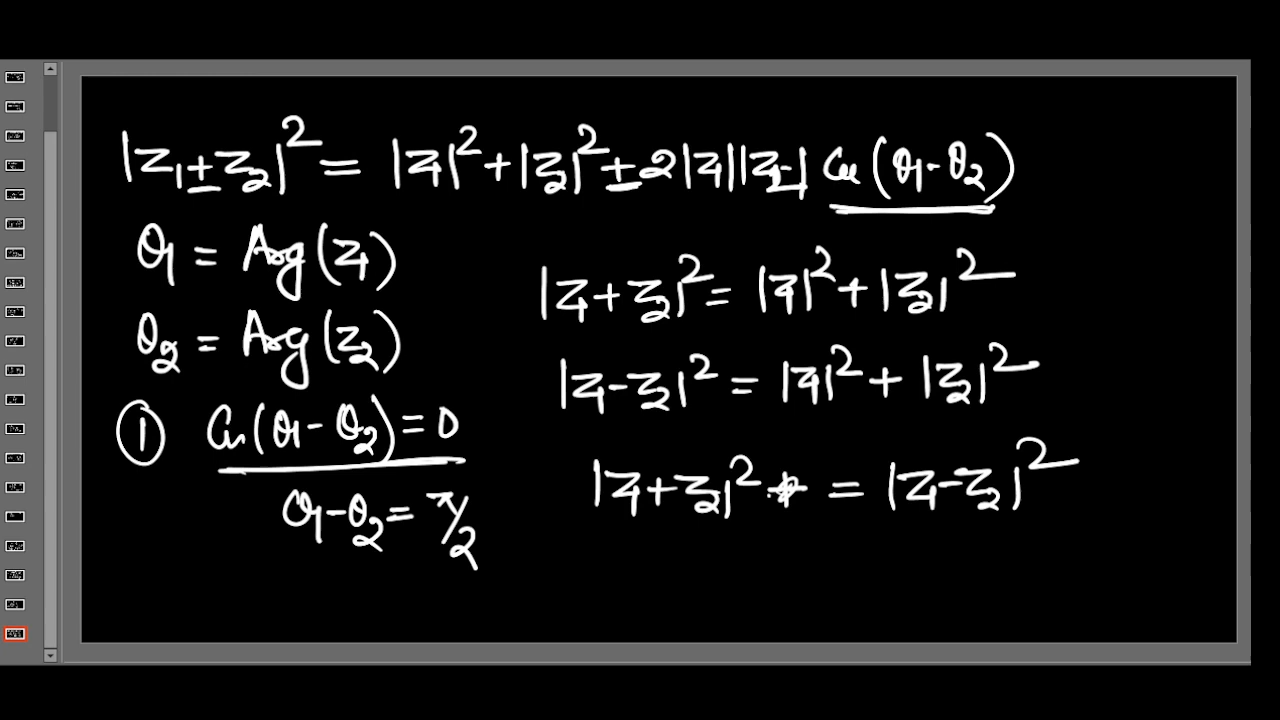 |z₁ ± z₂|² = |z₁|² + |z₂|² ± 2|z₁||z₂| Cos (θ₁ - θ₂)
θ₁ = Arg (z₁)
θ₂ = Arg (z₂)
① Cos (θ₁ - θ₂) = 0
θ₁ - θ₂ = π/2
|z₁ + z₂|² = |z₁|² + |z₂|²
|z₁ - z₂|² = |z₁|² + |z₂|²
|z₁ + z₂|² = |z₁ - z₂|²